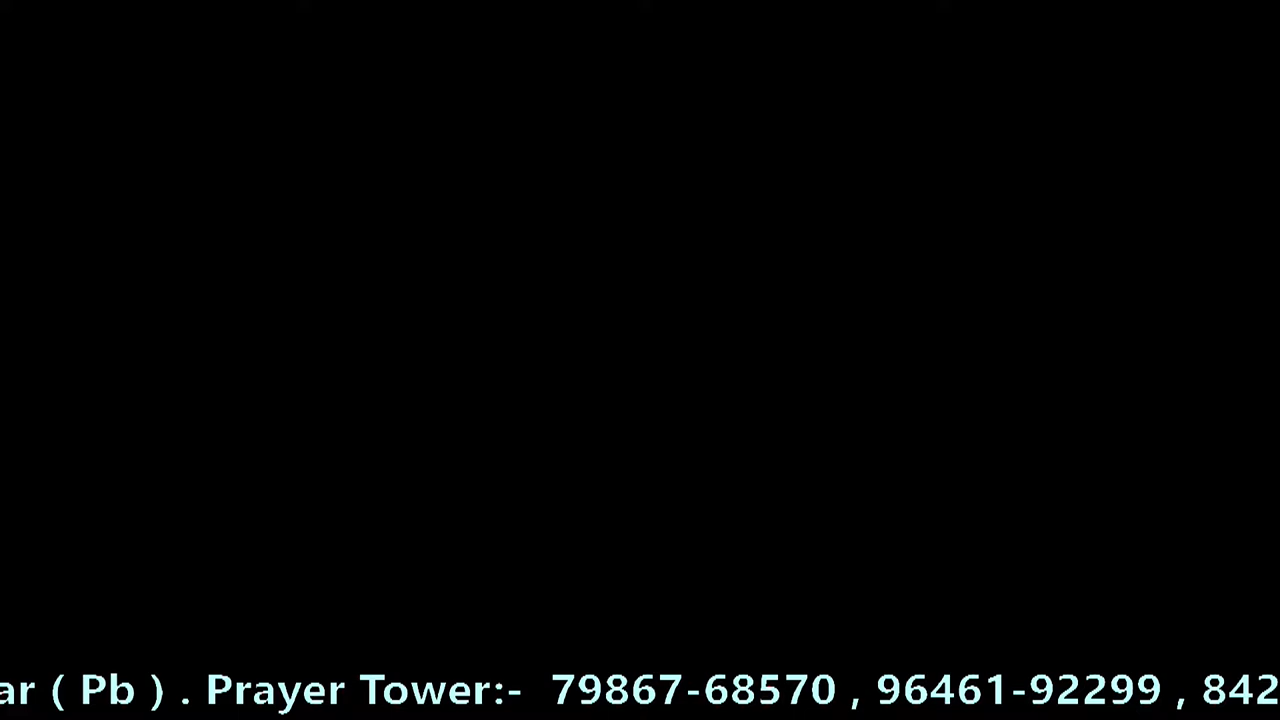 ar ( Pb ) . Prayer Tower:- 79867-68570 , 96461-92299 , 842